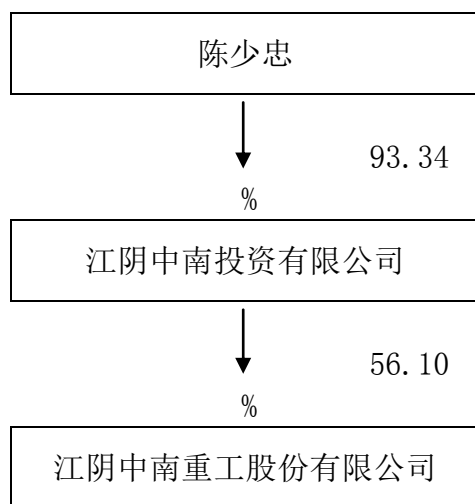 陈少忠
93.34
%
江阴中南投资有限公司
56.10
%
江阴中南重工股份有限公司